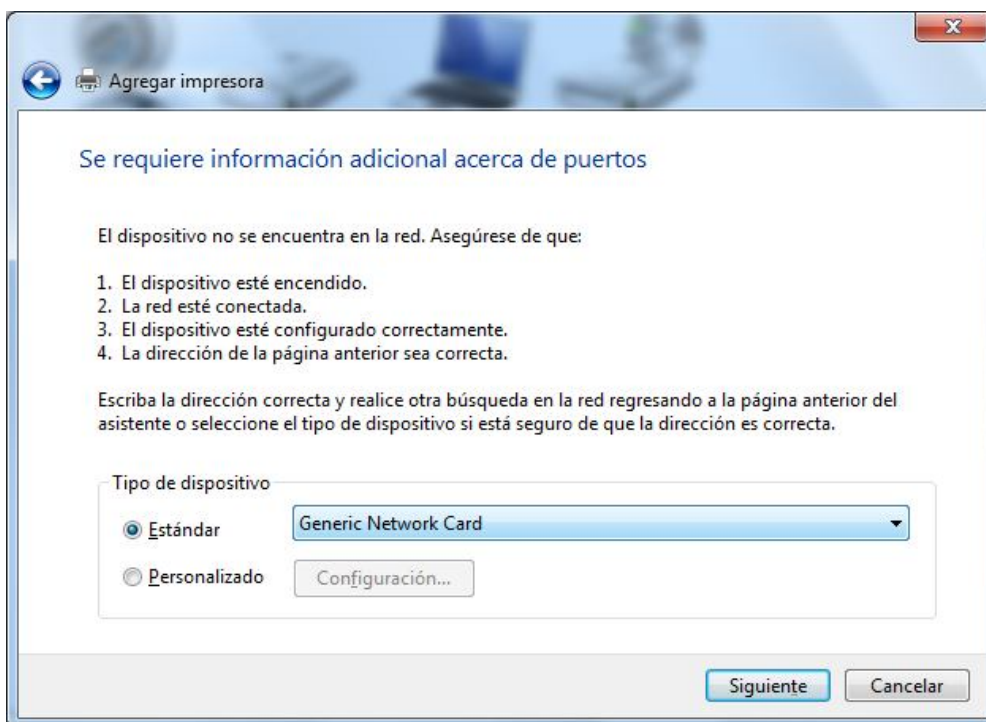 Agregar impresora
Se requiere información adicional acerca de puertos
El dispositivo no se encuentra en la red. Asegúrese de que:
1. El dispositivo esté encendido.
2. La red esté conectada.
3. El dispositivo esté configurado correctamente.
4. La dirección de la página anterior sea correcta.
Escriba la dirección correcta y realice otra búsqueda en la red regresando a la página anterior del
asistente o seleccione el tipo de dispositivo si está seguro de que la dirección es correcta.
Tipo de dispositivo
Estándar
Generic Network Card
Personalizado
Configuración...
Siguiente
Cancelar